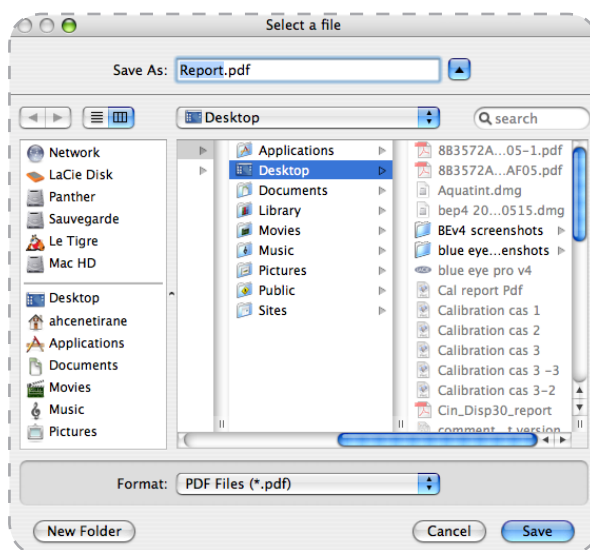 Select a file
Save As: Report.pdf
Desktop
search
Network
LaCie Disk
Panther
Sauvegarde
Le Tigre
Mac HD
Desktop
ahcenetirane
Applications
Documents
Movies
Music
Pictures
Applications
Desktop
Documents
Library
Movies
Music
Pictures
Public
Sites
8B3572A...05-1.pdf
8B3572A...AF05.pdf
Aquatint.dmg
bep4 20...0515.dmg
BEv4 screenshots
blue eye...enshots
blue eye pro v4
Cal report Pdf
Calibration cas 1
Calibration cas 2
Calibration cas 3
Calibration cas 3 -3
Calibration cas 3-2
Cin_Disp30_report
comment...t version
Format: PDF Files (*.pdf)
New Folder
Cancel
Save